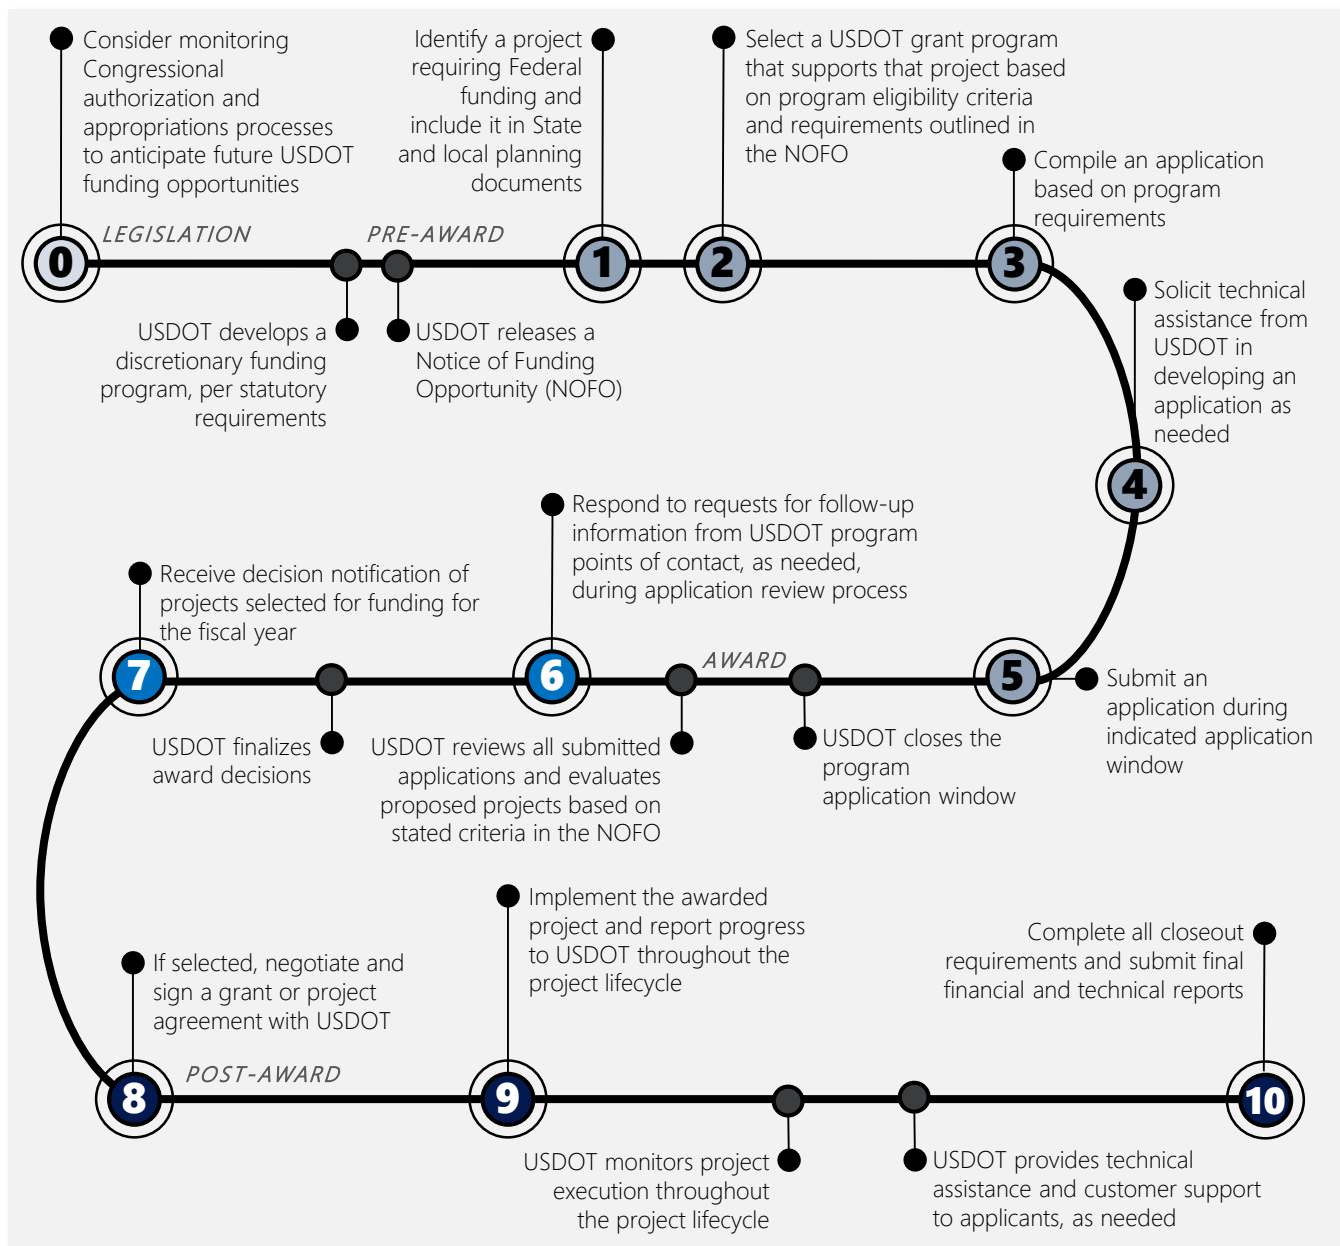 Consider monitoring
Congressional
authorization and
appropriations processes
to anticipate future USDOT
funding opportunities
0
LEGISLATION
USDOT develops a
discretionary funding
program, per statutory
requirements
PRE-AWARD
USDOT releases a
Notice of Funding
Opportunity (NOFO)
Identify a project
requiring Federal
funding and
include it in State
and local planning
documents
1
Select a USDOT grant program
that supports that project based
on program eligibility criteria
and requirements outlined in
the NOFO
2
Compile an application
based on program
requirements
3
Solicit technical
assistance from
USDOT in
developing an
application as
needed
4
5
Submit an
application during
indicated application
window
USDOT closes the
program
application window
AWARD
USDOT reviews all submitted
applications and evaluates
proposed projects based on
stated criteria in the NOFO
Respond to requests for follow-up
information from USDOT program
points of contact, as needed,
during application review process
6
USDOT finalizes
award decisions
Receive decision notification of
projects selected for funding for
the fiscal year
7
If selected, negotiate and
sign a grant or project
agreement with USDOT
8
POST-AWARD
Implement the awarded
project and report progress
to USDOT throughout the
project lifecycle
9
USDOT monitors project
execution throughout
the project lifecycle
USDOT provides technical
assistance and customer support
to applicants, as needed
Complete all closeout
requirements and submit final
financial and technical reports
10